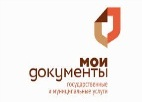 мои
документы
государственные
и муниципальные услуги